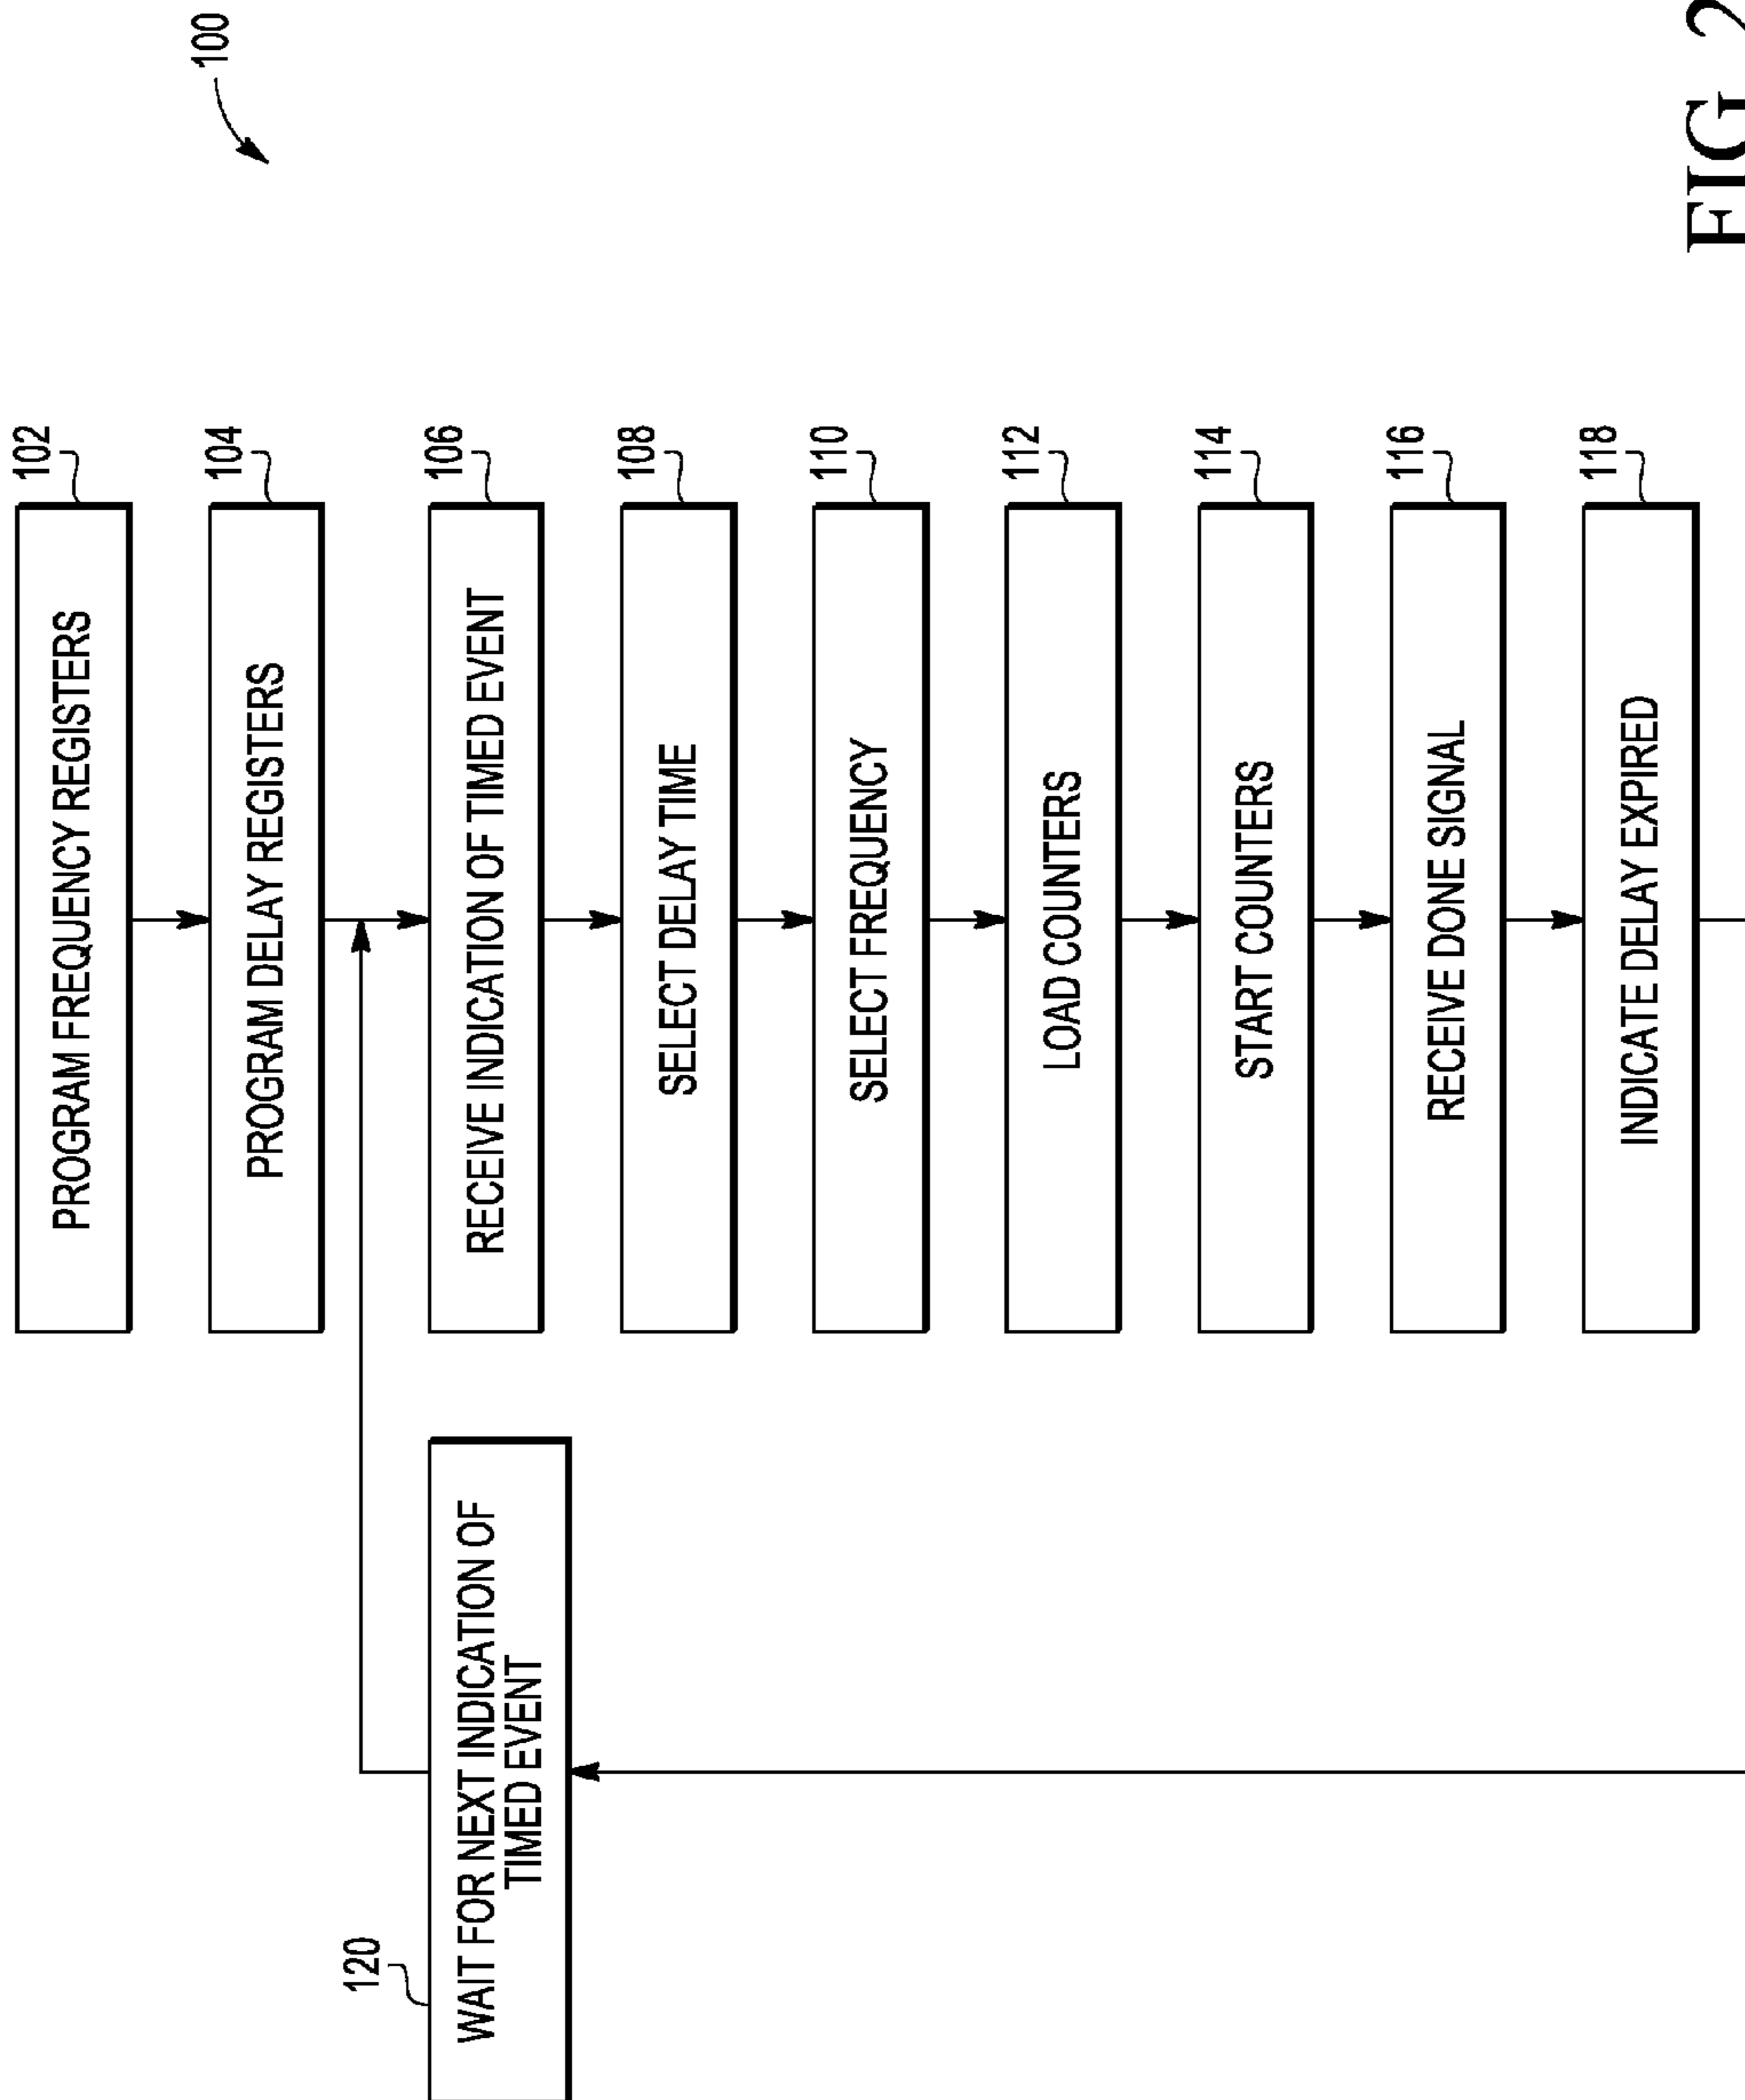 100
102
PROGRAM FREQUENCY REGISTERS
104
PROGRAM DELAY REGISTERS
106
RECEIVE INDICATION OF TIMED EVENT
108
SELECT DELAY TIME
110
SELECT FREQUENCY
112
LOAD COUNTERS
114
START COUNTERS
116
RECEIVE DONE SIGNAL
118
INDICATE DELAY EXPIRED
120
WAIT FOR NEXT INDICATION OF
TIMED EVENT
FIG 2